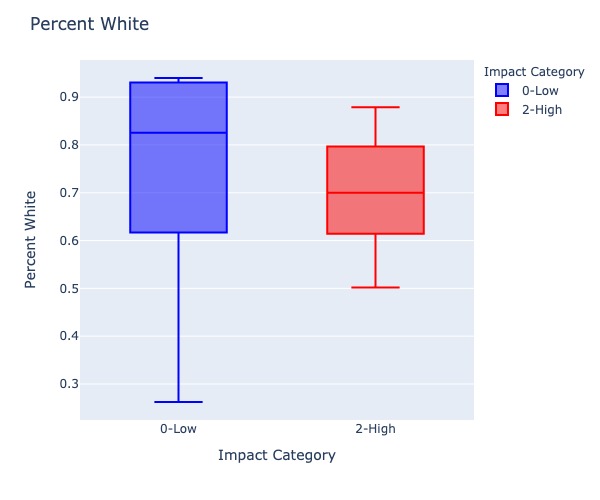 Percent White
Impact Category
0-Low
2-High
Percent White
0.9
0.8
0.7
0.6
0.5
0.4
0.3
0-Low
2-High
Impact Category